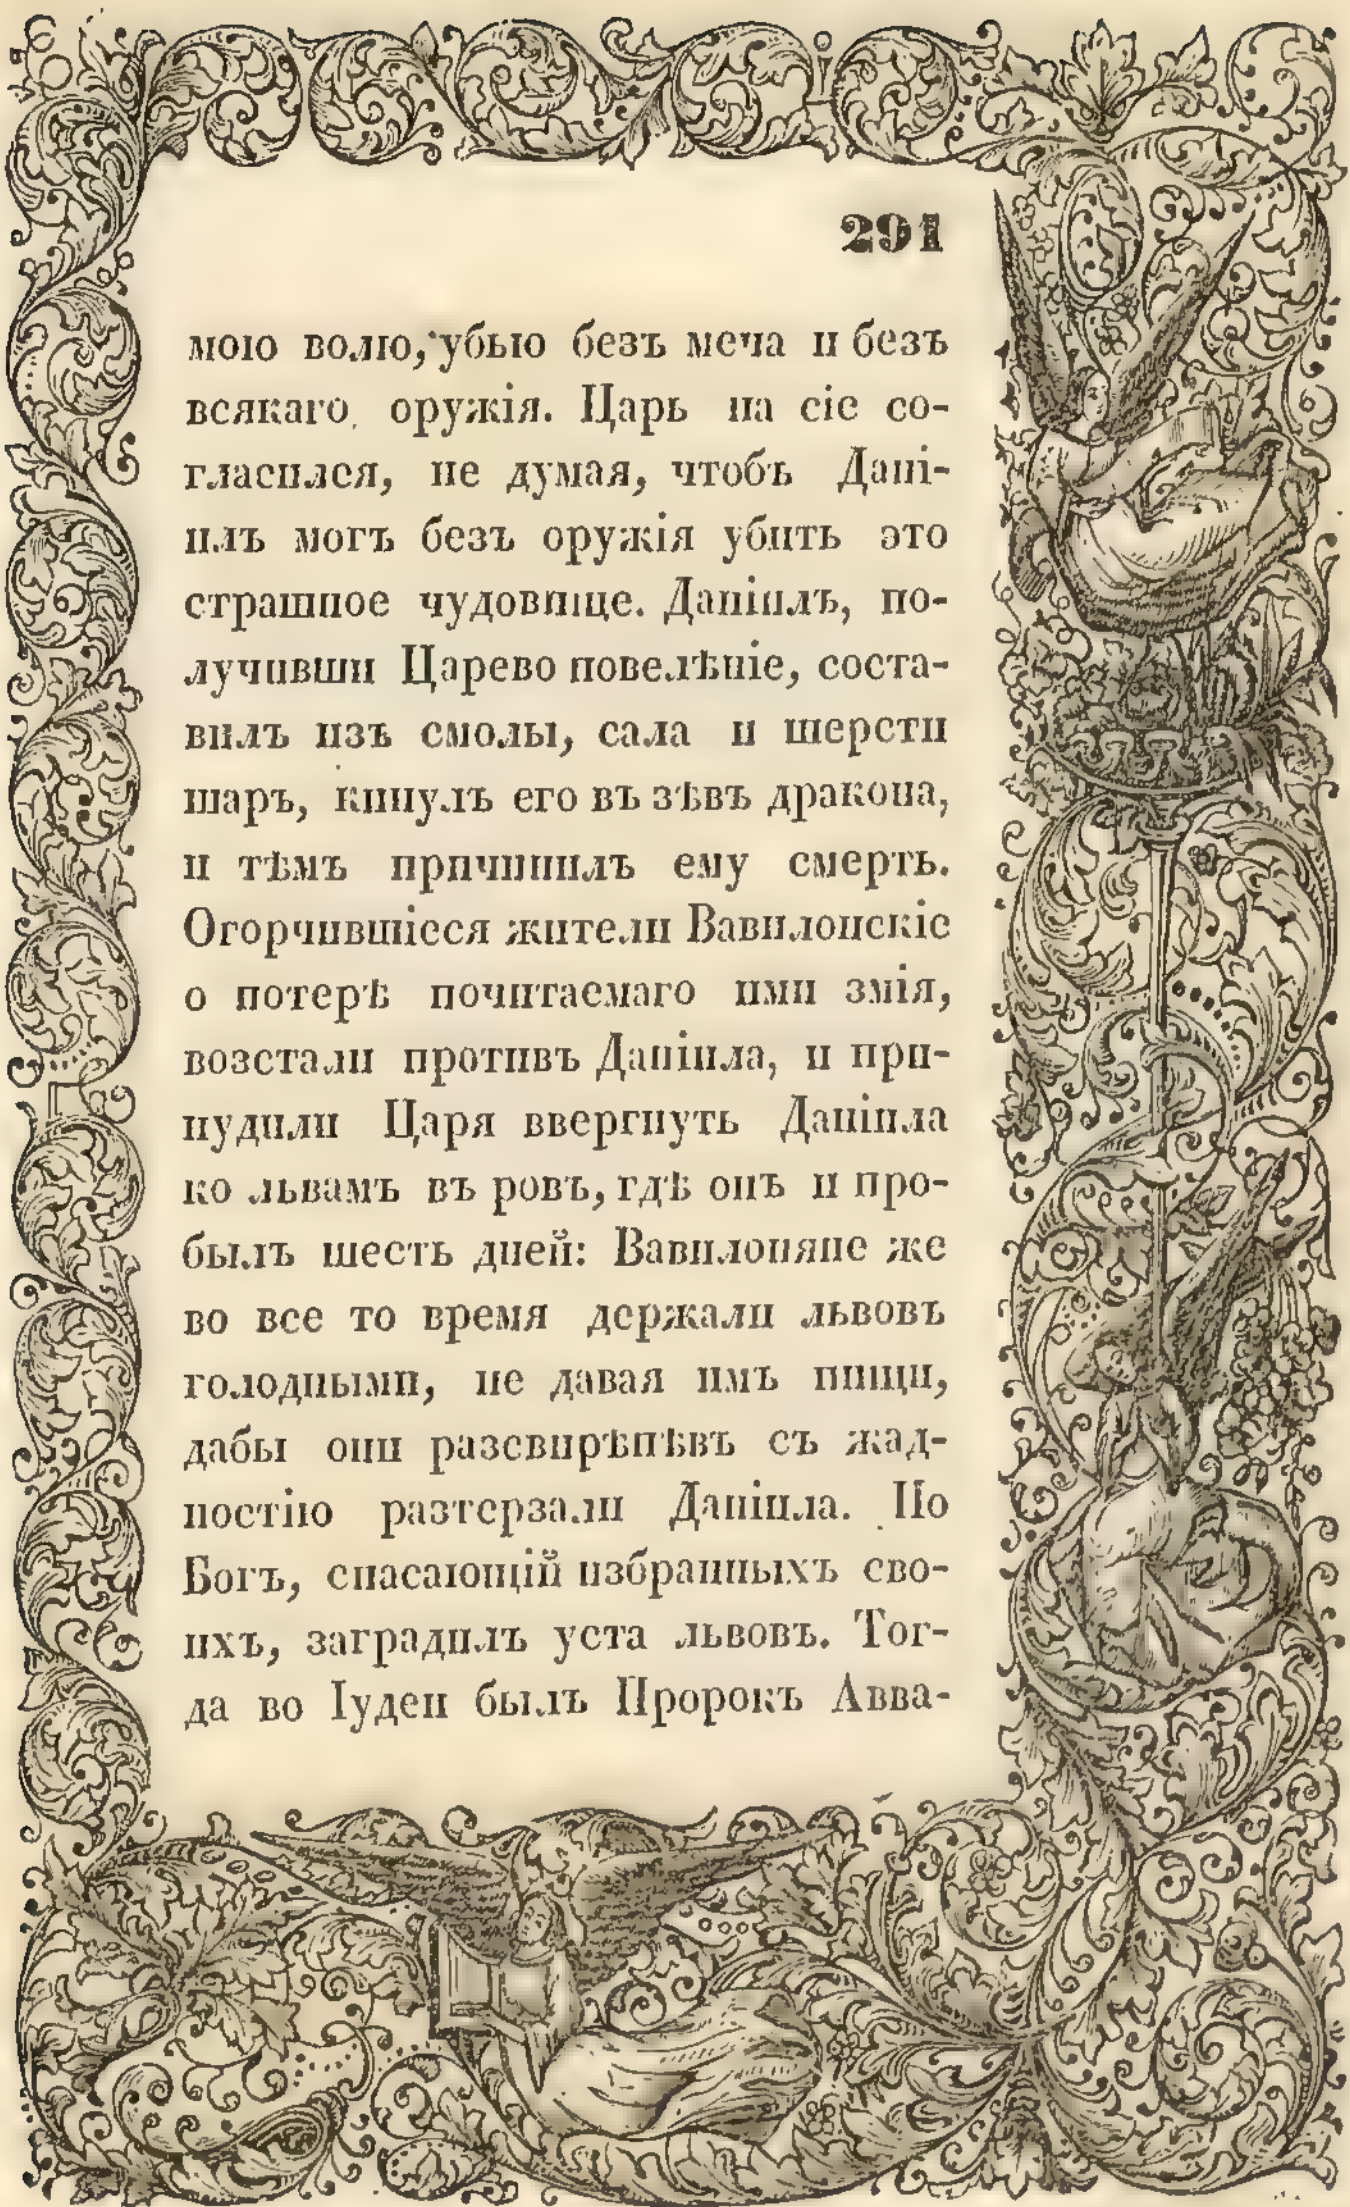 291
мою волю, убью безъ меча и безъ
всякаго оружія. Царь на сіе со-
гласился, не думая, чтобъ Дані-
илъ могъ безъ оружія убить это
страшное чудовище. Даніилъ, по-
лучивши Царево повелѣніе, соста-
вилъ изъ смолы, сала и шерсти
шаръ, кинулъ его въ зѣвъ дракона,
и тѣмъ причинилъ ему смерть.
Огорчившіеся жители Вавилонскіе
о потерѣ почитаемаго ими змія,
возстали противъ Даніила, и при-
нудили Царя ввергнуть Даніила
ко львамъ въ ровъ, гдѣ онъ и про-
былъ шесть дней: Вавилоняне же
во все то время держали львовъ
голодными, не давая имъ пищи,
дабы они разсвирѣпѣвъ съ жад-
ностію разтерзали Даніила. Но
Богъ, спасающій избранныхъ сво-
ихъ, заградилъ уста львовъ. Тог-
да во Іудеи былъ Пророкъ Авва-